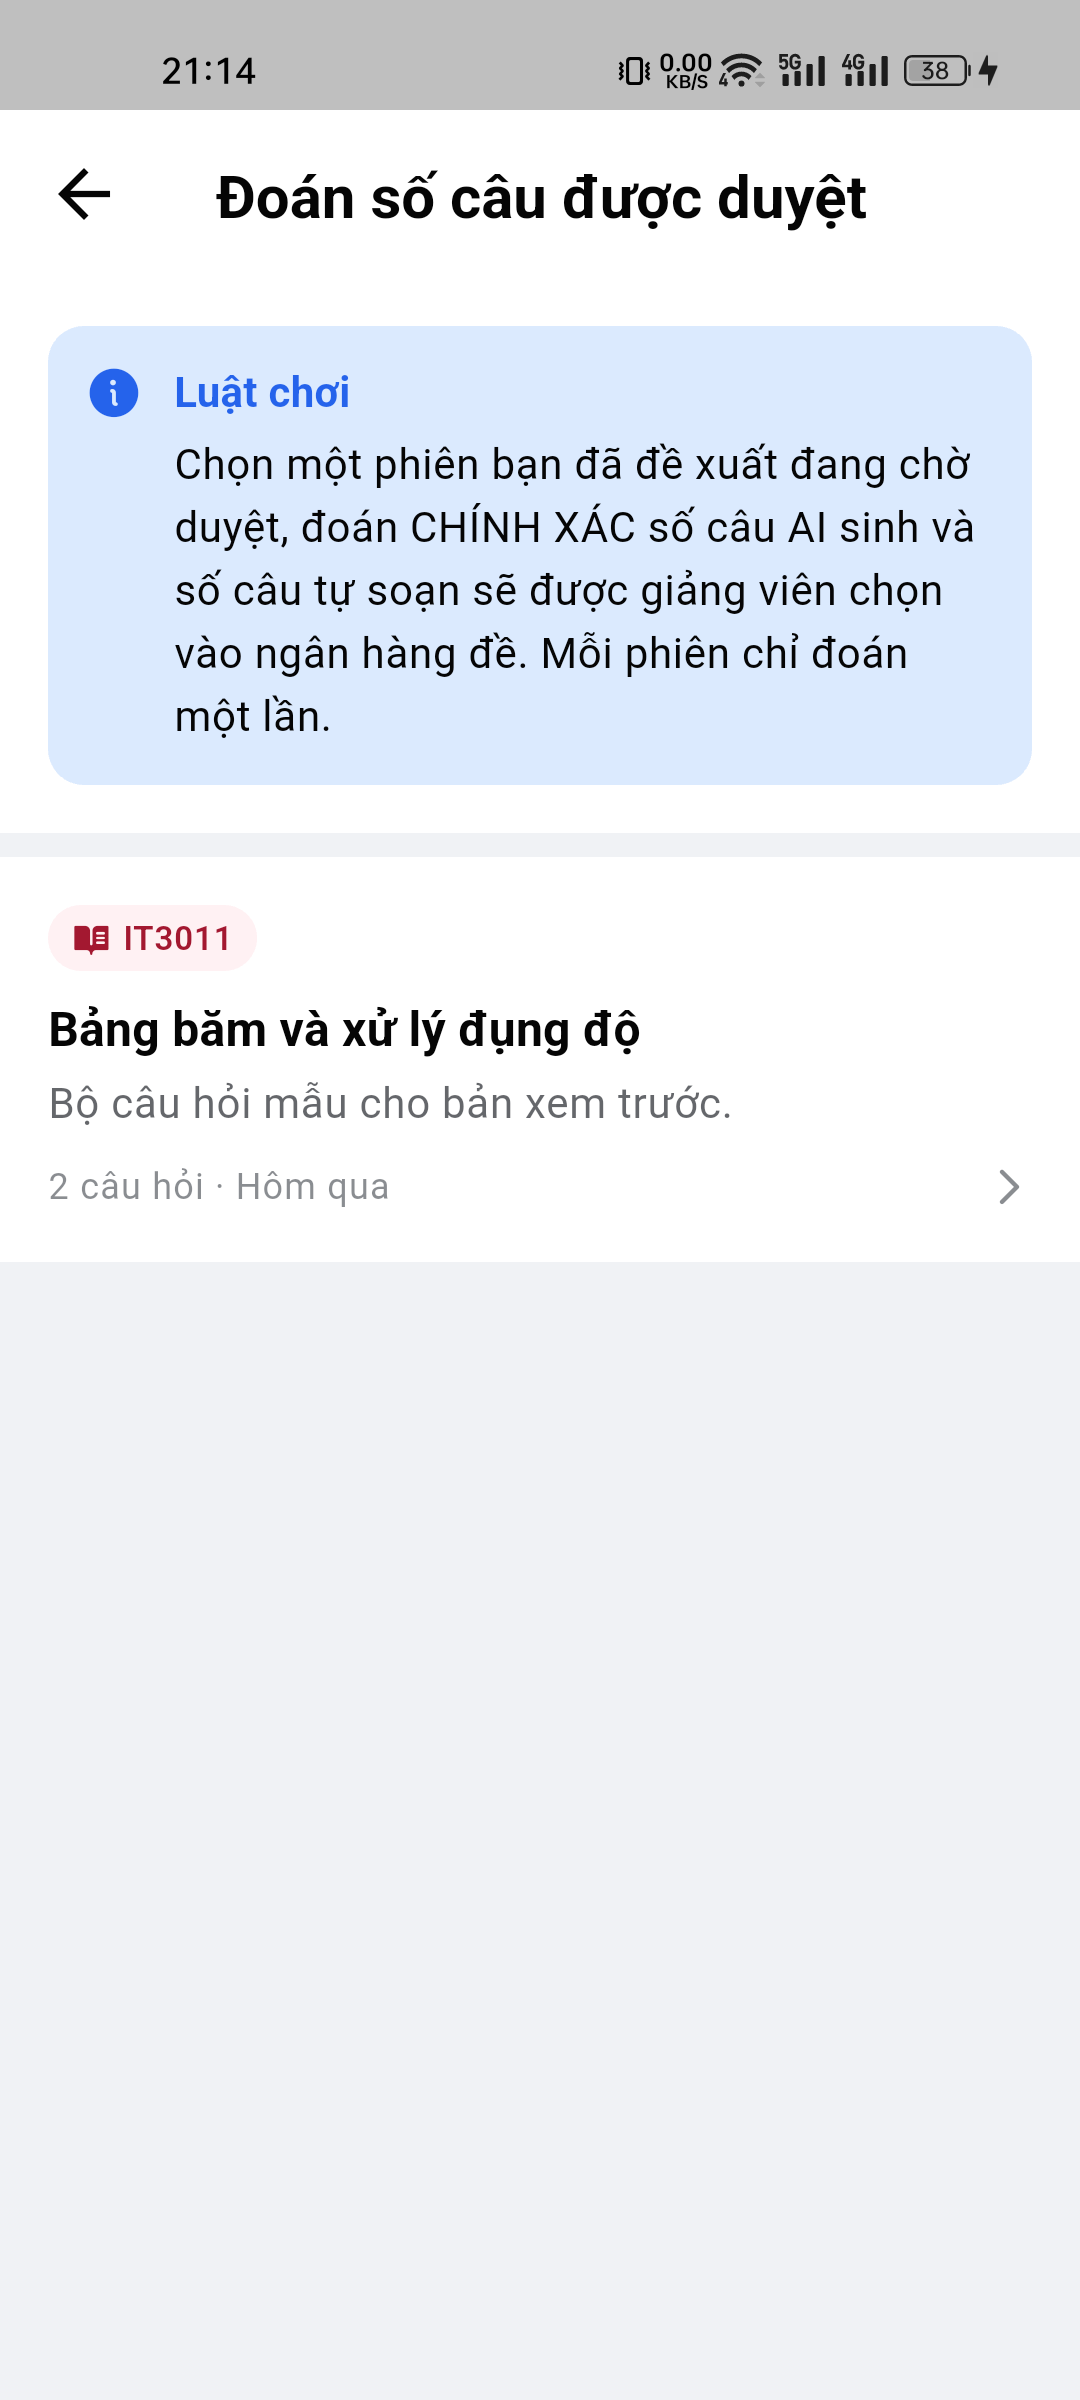 21:14
0.00
KB/S
4
5G
4G
38
Đoán số câu được duyệt
Luật chơi
Chọn một phiên bạn đã đề xuất đang chờ
duyệt, đoán CHÍNH XÁC số câu AI sinh và
số câu tự soạn sẽ được giảng viên chọn
vào ngân hàng đề. Mỗi phiên chỉ đoán
một lần.
IT3011
Bảng băm và xử lý đụng độ
Bộ câu hỏi mẫu cho bản xem trước.
2 câu hỏi · Hôm qua